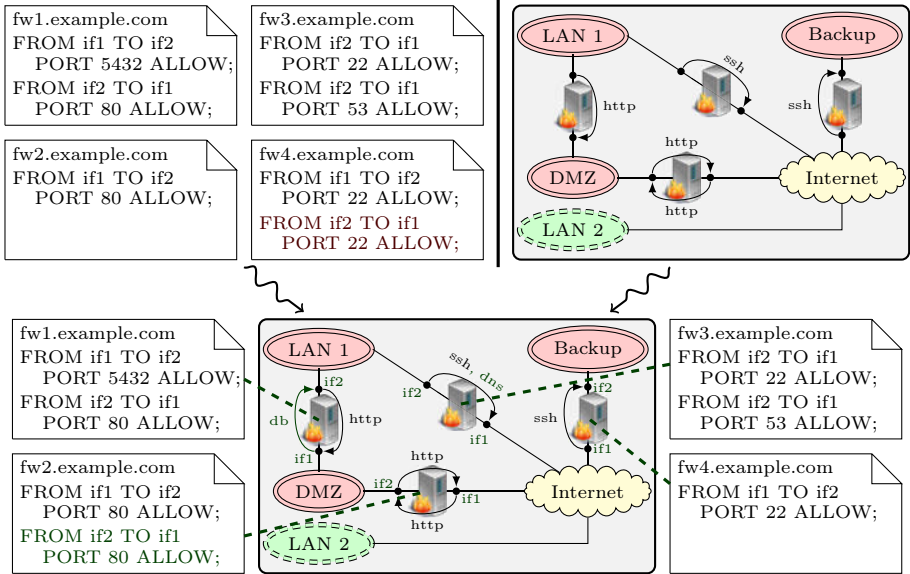 fw1.example.com
FROM if1 TO if2
PORT 5432 ALLOW;
FROM if2 TO if1
PORT 80 ALLOW;
fw3.example.com
FROM if2 TO if1
PORT 22 ALLOW;
FROM if2 TO if1
PORT 53 ALLOW;
fw2.example.com
FROM if1 TO if2
PORT 80 ALLOW;
fw4.example.com
FROM if1 TO if2
PORT 22 ALLOW;
FROM if2 TO if1
PORT 22 ALLOW;
LAN 1
Backup
ssh
http
ssh
http
DMZ
Internet
http
LAN 2
fw1.example.com
FROM if1 TO if2
PORT 5432 ALLOW;
FROM if2 TO if1
PORT 80 ALLOW;
fw2.example.com
FROM if1 TO if2
PORT 80 ALLOW;
FROM if2 TO if1
PORT 80 ALLOW;
LAN 1
Backup
ssh, dns
if2
if2
if2
db
http
ssh
if1
if1
if1
http
DMZ
if2
if1
Internet
http
LAN 2
fw3.example.com
FROM if2 TO if1
PORT 22 ALLOW;
FROM if2 TO if1
PORT 53 ALLOW;
fw4.example.com
FROM if1 TO if2
PORT 22 ALLOW;